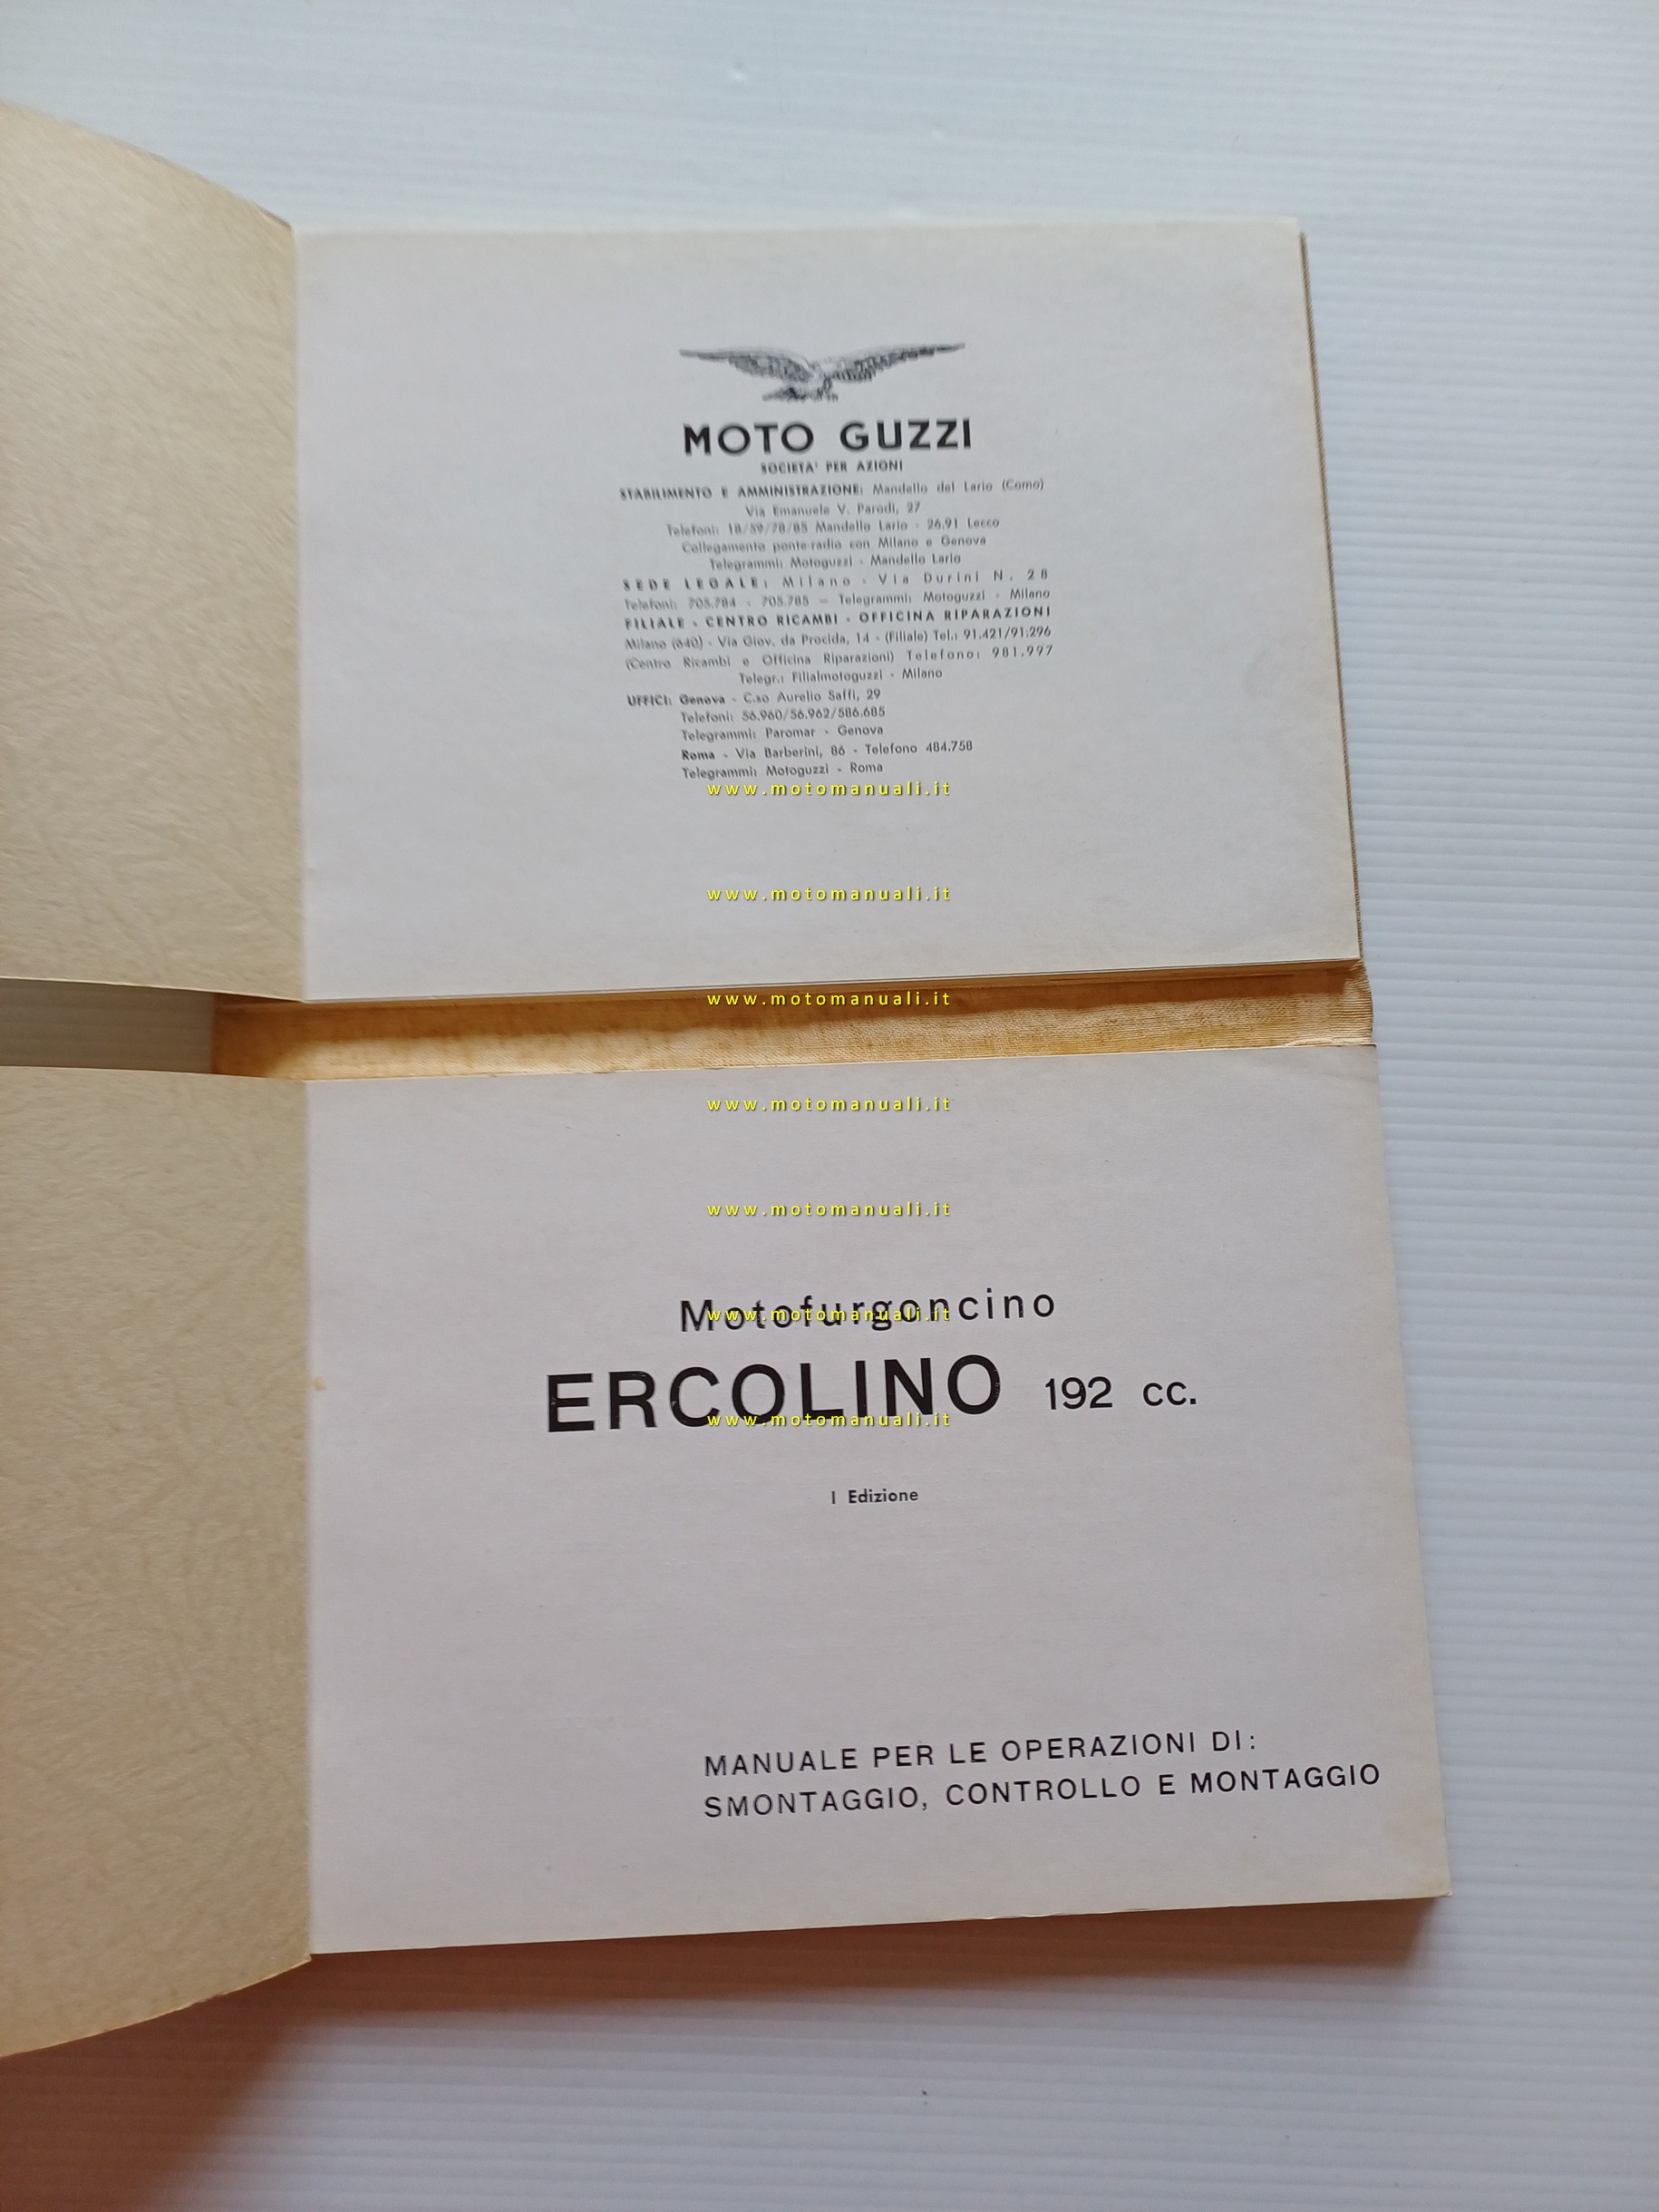 MOTO GUZZI
SOCIETA' PER AZIONI
STABILIMENTO E AMMINISTRAZIONE: Mandello del Lario (Como)
Via Emanuele V. Parodi, 27
Telefoni: 18/59/78/85 Mandello Lario - 26.91 Lecco
Collegamento ponte-radio con Milano e Genova
Telegrammi: Motoguzzi - Mandello Lario
SEDE LEGALE: Milano - Via Durini N. 28
Telefoni: 705.784 - 705.785 — Telegrammi: Motoguzzi - Milano
FILIALE - CENTRO RICAMBI - OFFICINA RIPARAZIONI
Milano (640) - Via Giov. da Procida, 14 - (Filiale) Tel.: 91.421/91.296
(Centro Ricambi e Officina Riparazioni) Telefono: 981.997
Telegr.: Filialmotoguzzi - Milano
UFFICI: Genova - C.so Aurelio Saffi, 29
Telefoni: 56.960/56.962/586.685
Telegrammi: Paromar - Genova
Roma - Via Barberini, 86 - Telefono 484.758
Telegrammi: Motoguzzi - Roma
www.motomanuali.it
www.motomanuali.it
www.motomanuali.it
www.motomanuali.it
www.motomanuali.it
Motofurgoncino
www.motomanuali.it
ERCOLINO 192 cc.
www.motomanuali.it
I Edizione
MANUALE PER LE OPERAZIONI DI:
SMONTAGGIO, CONTROLLO E MONTAGGIO